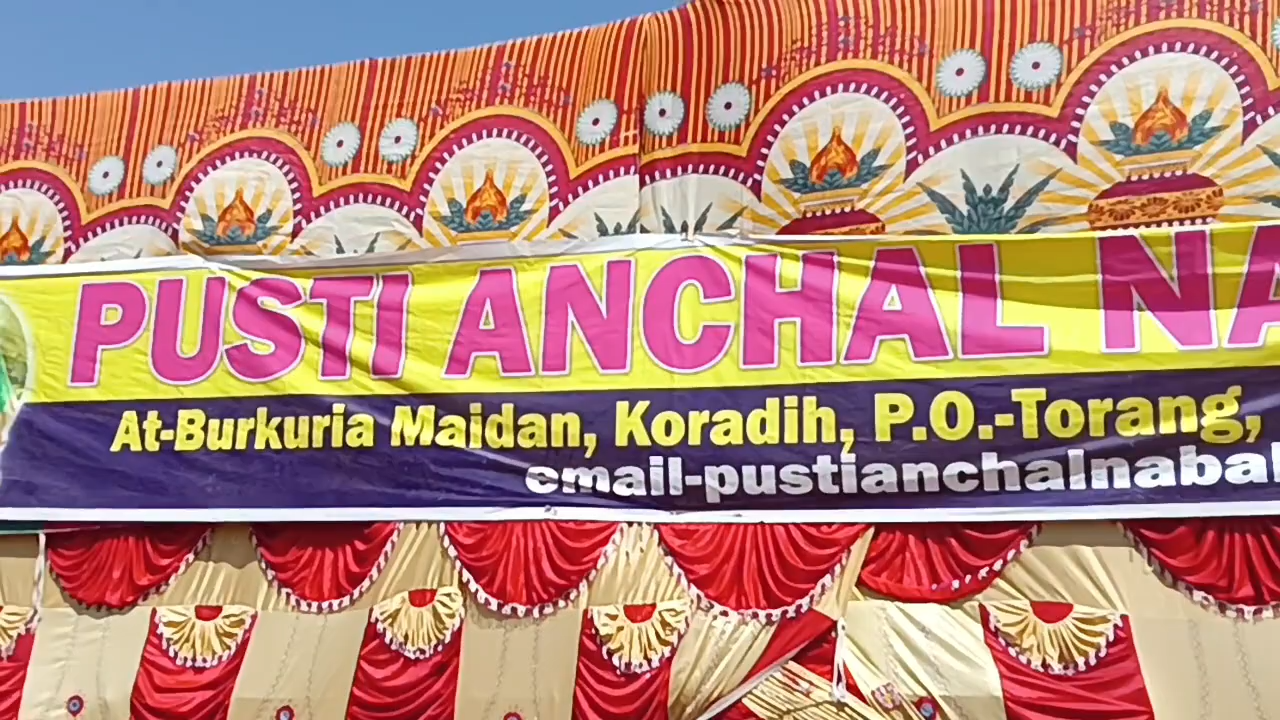 PUSTI ANCHAL NA
At-Burkuria Maidan, Koradih, P.O.-Torang,
email-pustianchalnabal